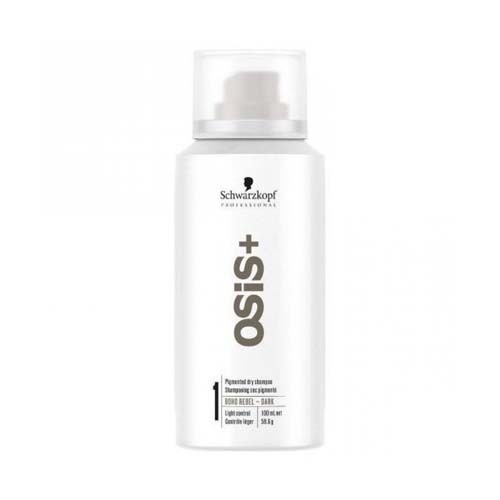 Schwarzkopf
PROFESSIONAL
OSiS+
1
Pigmented dry shampoo
Shampooing sec pigmenté
BOHO REBEL – DARK
Light control 100 mL net
Contrôle léger 58.6 g